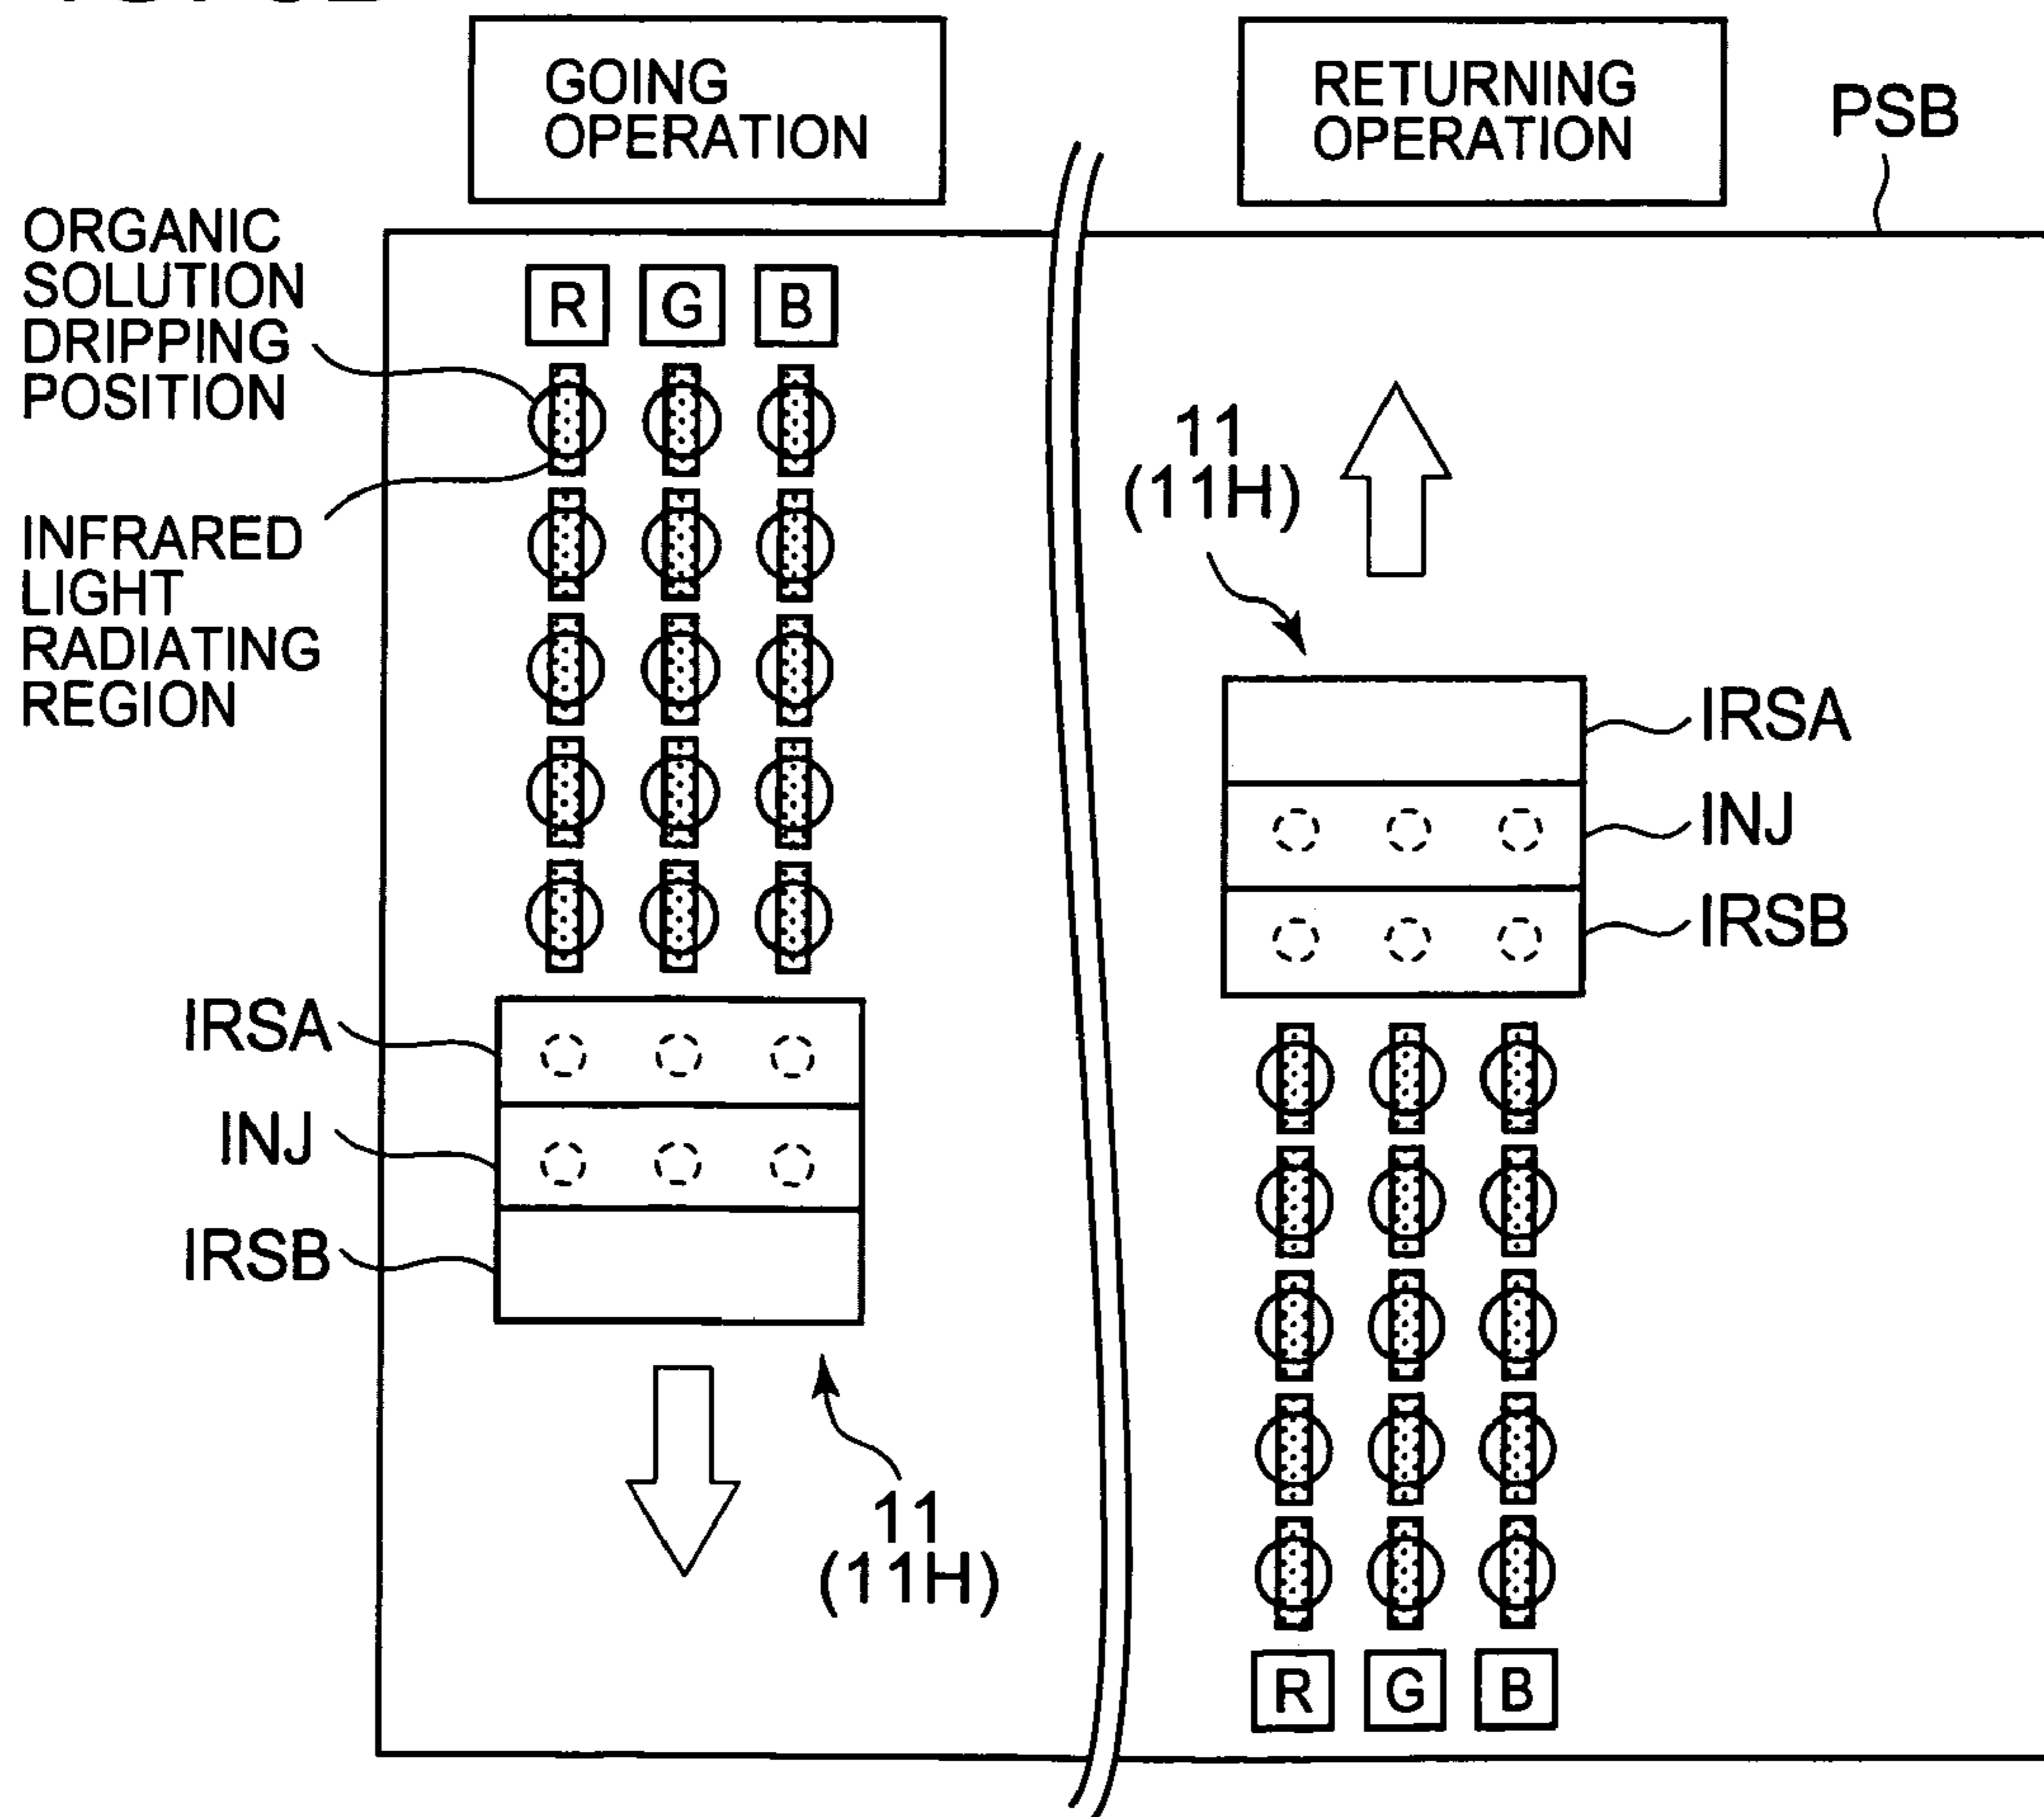 GOING
OPERATION
RETURNING
OPERATION
PSB
ORGANIC
SOLUTION
DRIPPING
POSITION
R G B
INFRARED
LIGHT
RADIATING
REGION
11
(11H)
IRSA
INJ
IRSB
IRSA
INJ
IRSB
11
(11H)
R G B